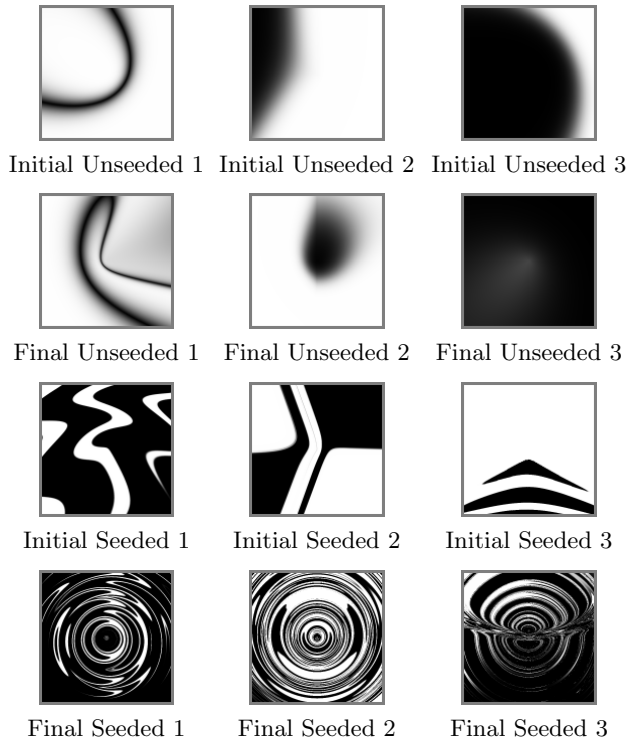 Initial Unseeded 1 Initial Unseeded 2 Initial Unseeded 3
Final Unseeded 1 Final Unseeded 2 Final Unseeded 3
Initial Seeded 1 Initial Seeded 2 Initial Seeded 3
Final Seeded 1 Final Seeded 2 Final Seeded 3